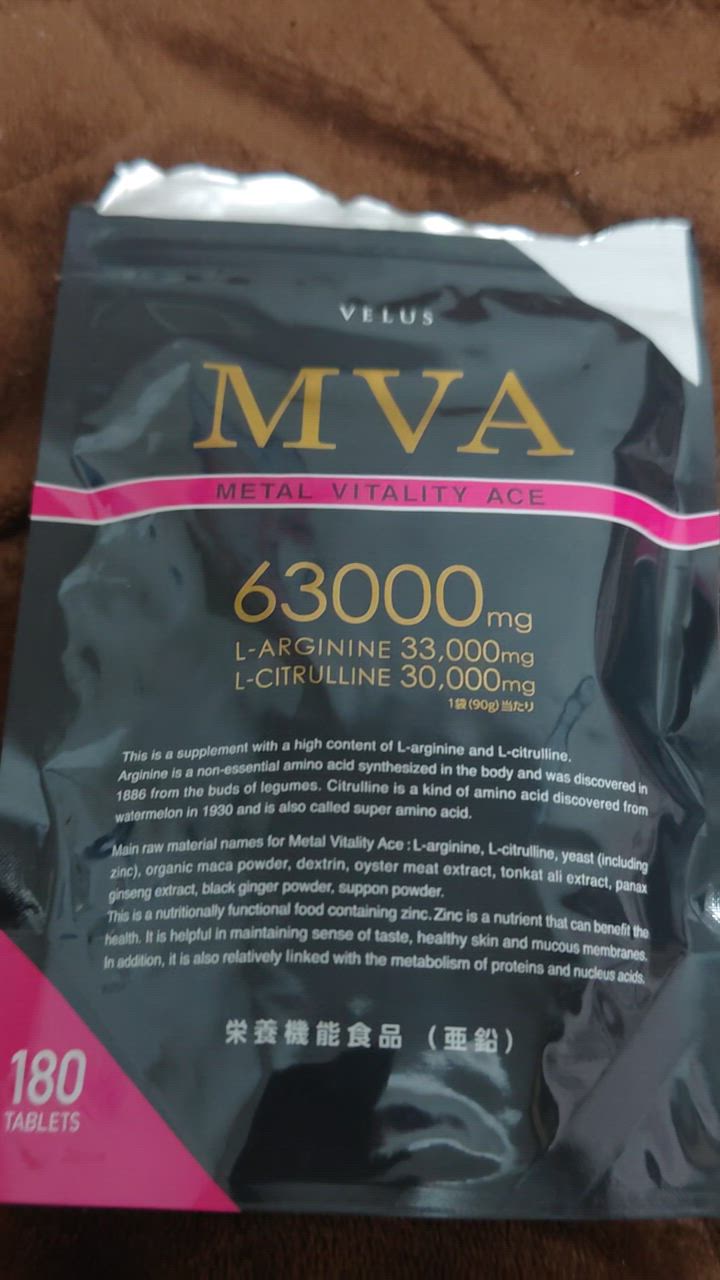 VELUS
MVA
METAL VITALITY ACE
63000mg
L-ARGININE 33,000mg
L-CITRULLINE 30,000mg
1袋(90g)当たり
This is a supplement with a high content of L-arginine and L-citrulline.
Arginine is a non-essential amino acid synthesized in the body and was discovered in
1886 from the buds of legumes. Citrulline is a kind of amino acid discovered from
watermelon in 1930 and is also called super amino acid.
Main raw material names for Metal Vitality Ace : L-arginine, L-citrulline, yeast (including
zinc), organic maca powder, dextrin, oyster meat extract, tonkat ali extract, panax
ginseng extract, black ginger powder, suppon powder.
This is a nutritionally functional food containing zinc. Zinc is a nutrient that can benefit the
health. It is helpful in maintaining sense of taste, healthy skin and mucous membranes.
In addition, it is also relatively linked with the metabolism of proteins and nucleus acids.
栄養機能食品 (亜鉛)
180
TABLETS